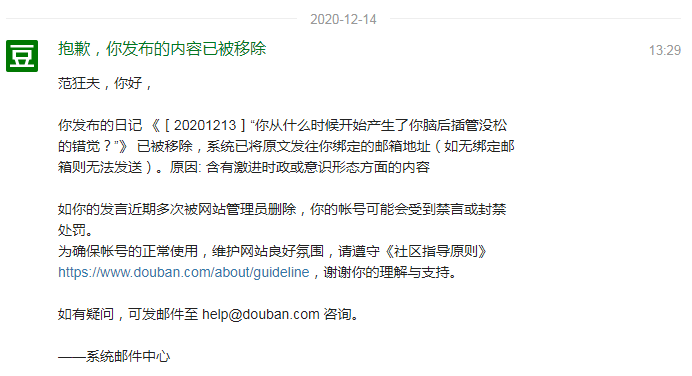 2020-12-14
豆
抱歉，你发布的内容已被移除
13:29
范狂夫，你好，
你发布的日记 《［20201213］“你从什么时候开始产生了你脑后插管没松
的错觉？”》 已被移除，系统已将原文发往你绑定的邮箱地址（如无绑定邮
箱则无法发送）。原因: 含有激进时政或意识形态方面的内容
如你的发言近期多次被网站管理员删除，你的帐号可能会受到禁言或封禁
处罚。
为确保帐号的正常使用，维护网站良好氛围，请遵守《社区指导原则》
https://www.douban.com/about/guideline，谢谢你的理解与支持。
如有疑问，可发邮件至 help@douban.com 咨询。
——系统邮件中心